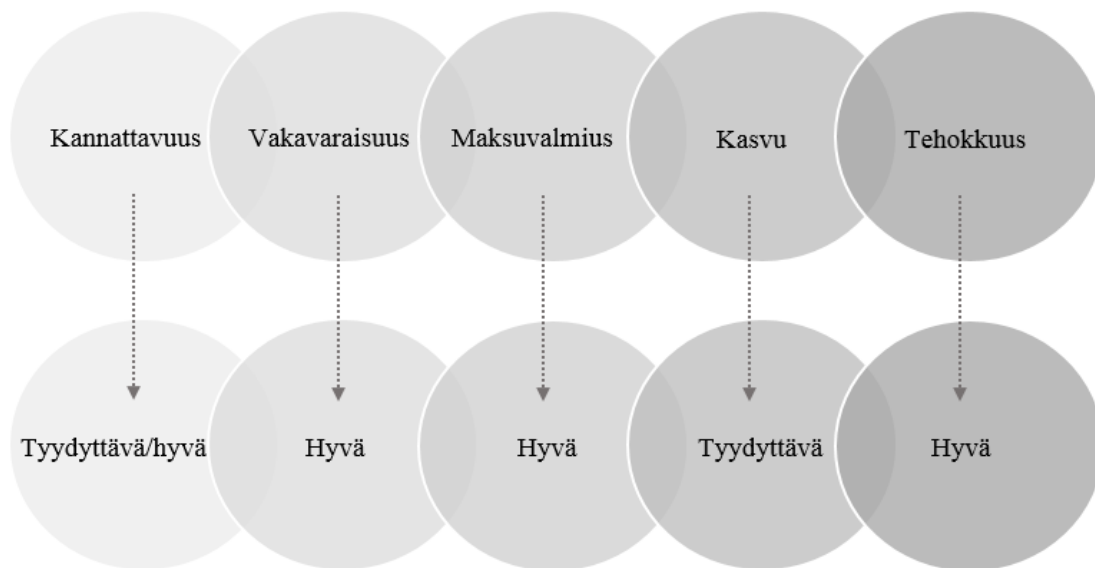 Kannattavuus
Vakavaraisuus
Maksuvalmius
Kasvu
Tehokkuus
Tyydyttävä/hyvä
Hyvä
Hyvä
Tyydyttävä
Hyvä